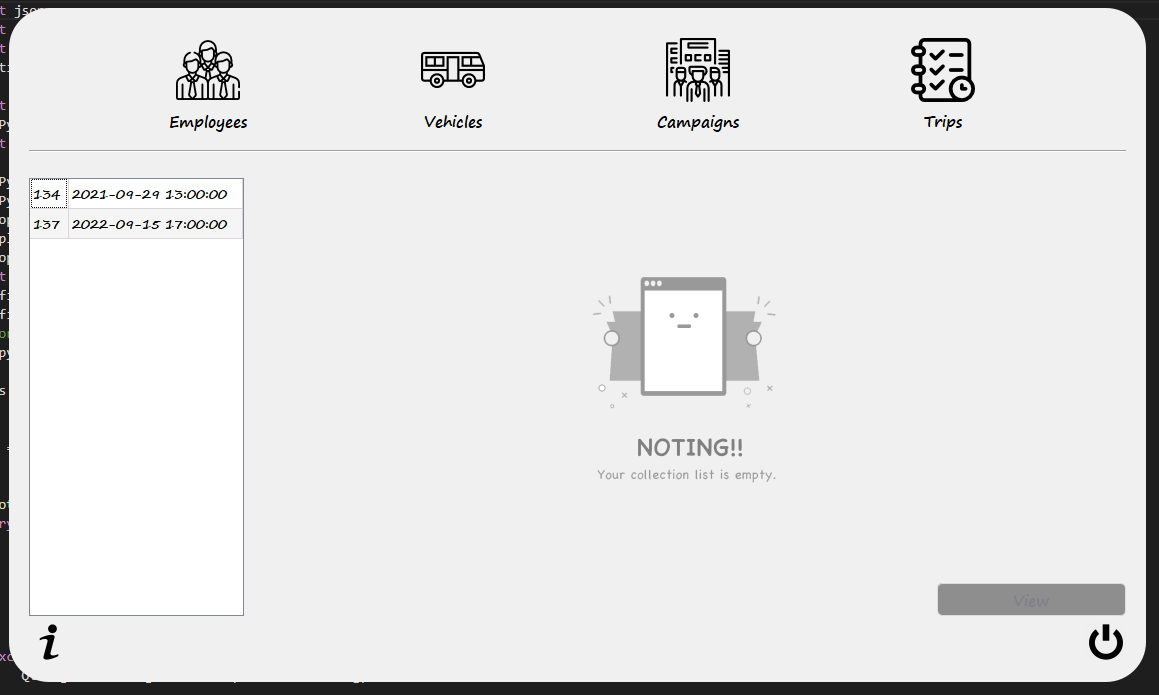 t json
Employees Vehicles Campaigns Trips
134 2021-09-29 13:00:00
137 2022-09-15 17:00:00
NOTING!!
Your collection list is empty.
View